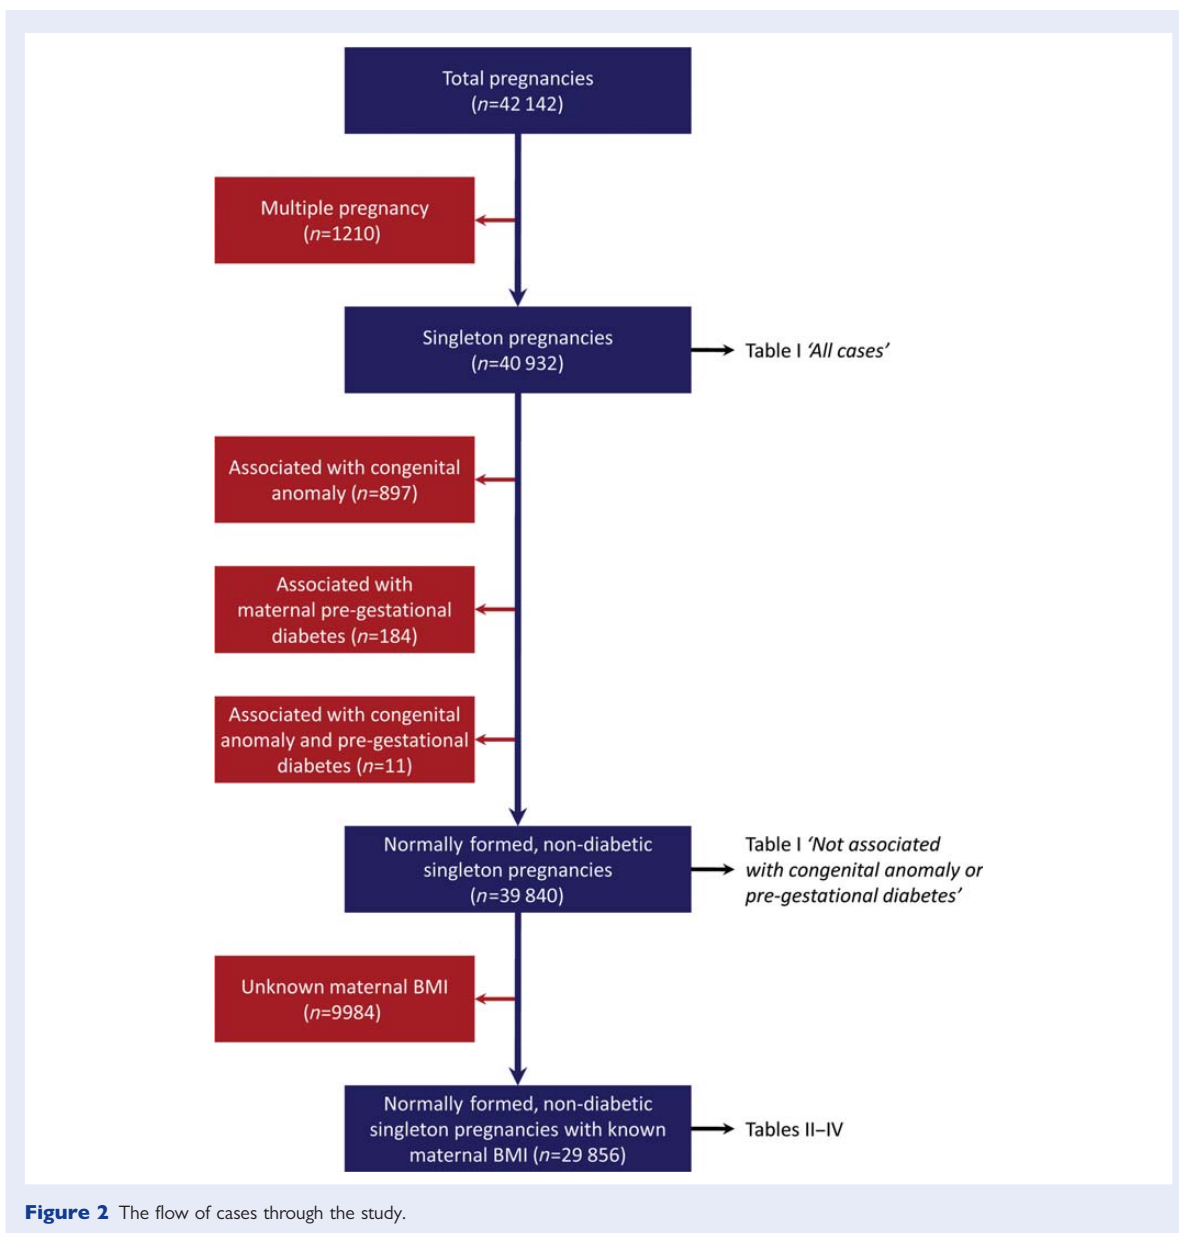 Total pregnancies
(n=42 142)
Multiple pregnancy
(n=1210)
Singleton pregnancies
(n=40 932)
Table I ‘All cases’
Associated with congenital
anomaly (n=897)
Associated with
maternal pre-gestational
diabetes (n=184)
Associated with congenital
anomaly and pre-gestational
diabetes (n=11)
Normally formed, non-diabetic
singleton pregnancies
(n=39 840)
Table I ‘Not associated
with congenital anomaly or
pre-gestational diabetes’
Unknown maternal BMI
(n=9984)
Normally formed, non-diabetic
singleton pregnancies with known
maternal BMI (n=29 856)
Tables II–IV
Figure 2 The flow of cases through the study.